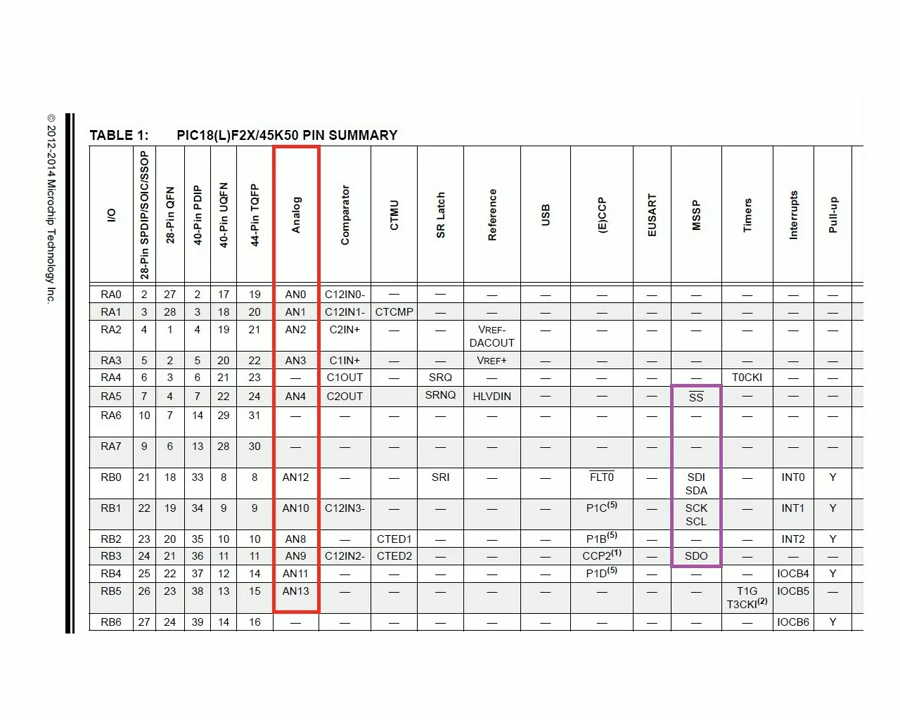 © 2012-2014 Microchip Technology Inc.
TABLE 1: PIC18(L)F2X/45K50 PIN SUMMARY
I/O 28-Pin SPDIP/SOIC/SSOP 28-Pin QFN 40-Pin PDIP 40-Pin UQFN 44-Pin TQFP Analog Comparator CTMU SR Latch Reference USB (E)CCP EUSART MSSP Timers Interrupts Pull-up
RA0 2 27 2 17 19 AN0 C12IN0- — — — — — — — — — —
RA1 3 28 3 18 20 AN1 C12IN1- CTCMP — — — — — — — — —
RA2 4 1 4 19 21 AN2 C2IN+ — — VREF- — — — — — — —
DACOUT
RA3 5 2 5 20 22 AN3 C1IN+ — — VREF+ — — — — — — —
RA4 6 3 6 21 23 — C1OUT — SRQ — — — — — T0CKI — —
RA5 7 4 7 22 24 AN4 C2OUT SRNQ HLVDIN — — — SS — — —
RA6 10 7 14 29 31 — — — — — — — — — — — —
RA7 9 6 13 28 30 — — — — — — — — — — — —
RB0 21 18 33 8 8 AN12 — — SRI — — FLT0 — SDI — INT0 Y
SDA
RB1 22 19 34 9 9 AN10 C12IN3- — — — — P1C(5) — SCK — INT1 Y
SCL
RB2 23 20 35 10 10 AN8 — CTED1 — — — P1B(5) — — — INT2 Y
RB3 24 21 36 11 11 AN9 C12IN2- CTED2 — — — CCP2(1) — SDO — — —
RB4 25 22 37 12 14 AN11 — — — — — P1D(5) — — — IOCB4 Y
RB5 26 23 38 13 15 AN13 — — — — — — — — T1G IOCB5 —
T3CKI(2)
RB6 27 24 39 14 16 — — — — — — — — — — IOCB6 Y